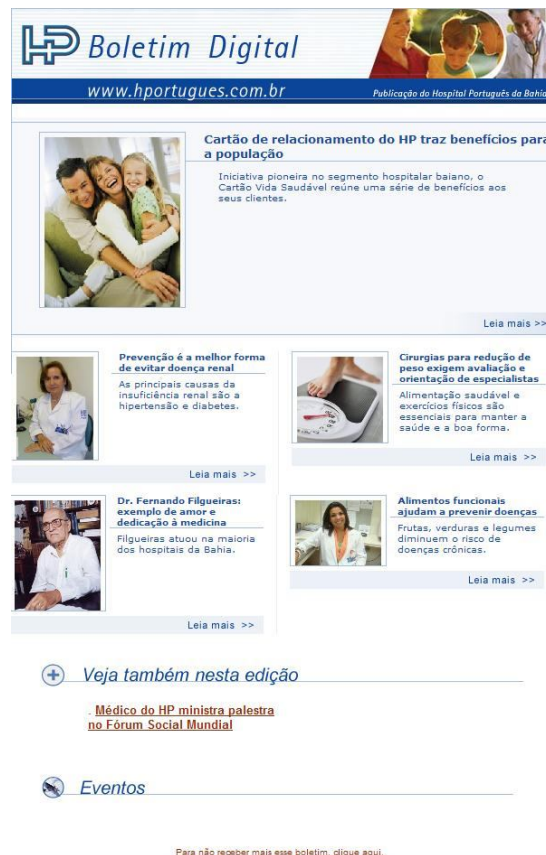 HP Boletim Digital
www.hportugues.com.br
Publicação do Hospital Português da Bahia
Cartão de relacionamento do HP traz benefícios para
a população
Iniciativa pioneira no segmento hospitalar baiano, o
Cartão Vida Saudável reúne uma série de benefícios aos
seus clientes.
Leia mais >>
Prevenção é a melhor forma
de evitar doença renal
As principais causas da
insuficiência renal são a
hipertensão e diabetes.
Leia mais >>
Cirurgias para redução de
peso exigem avaliação e
orientação de especialistas
Alimentação saudável e
exercícios físicos são
essenciais para manter a
saúde e a boa forma.
Leia mais >>
Dr. Fernando Filgueiras:
exemplo de amor e
dedicação à medicina
Filgueiras atuou na maioria
dos hospitais da Bahia.
Leia mais >>
Alimentos funcionais
ajudam a prevenir doenças
Frutas, verduras e legumes
diminuem o risco de
doenças crônicas.
Leia mais >>
Veja também nesta edição
. Médico do HP ministra palestra
no Fórum Social Mundial
Eventos
Para não receber mais esse boletim, clique aqui.